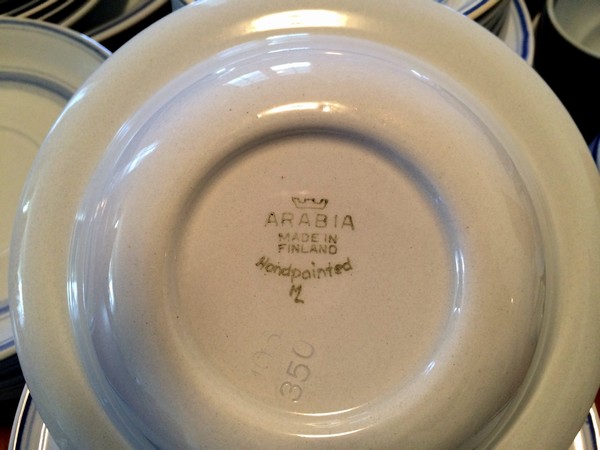 ARABIA
MADE IN
FINLAND
Handpainted
ML
350